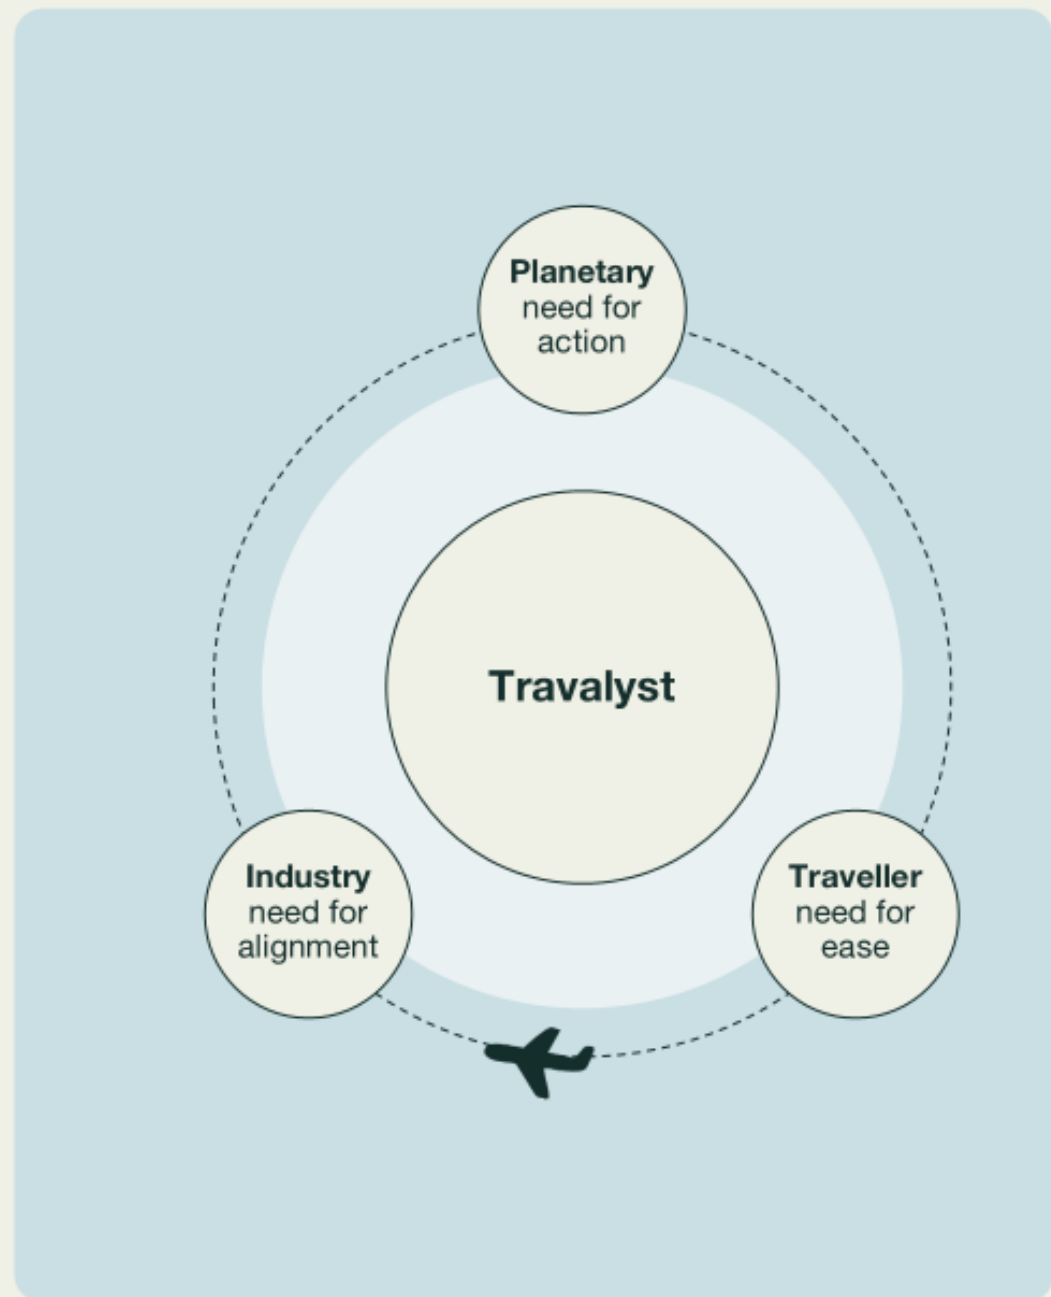 Planetary
need for
action
Travalyst
Industry
need for
alignment
Traveller
need for
ease